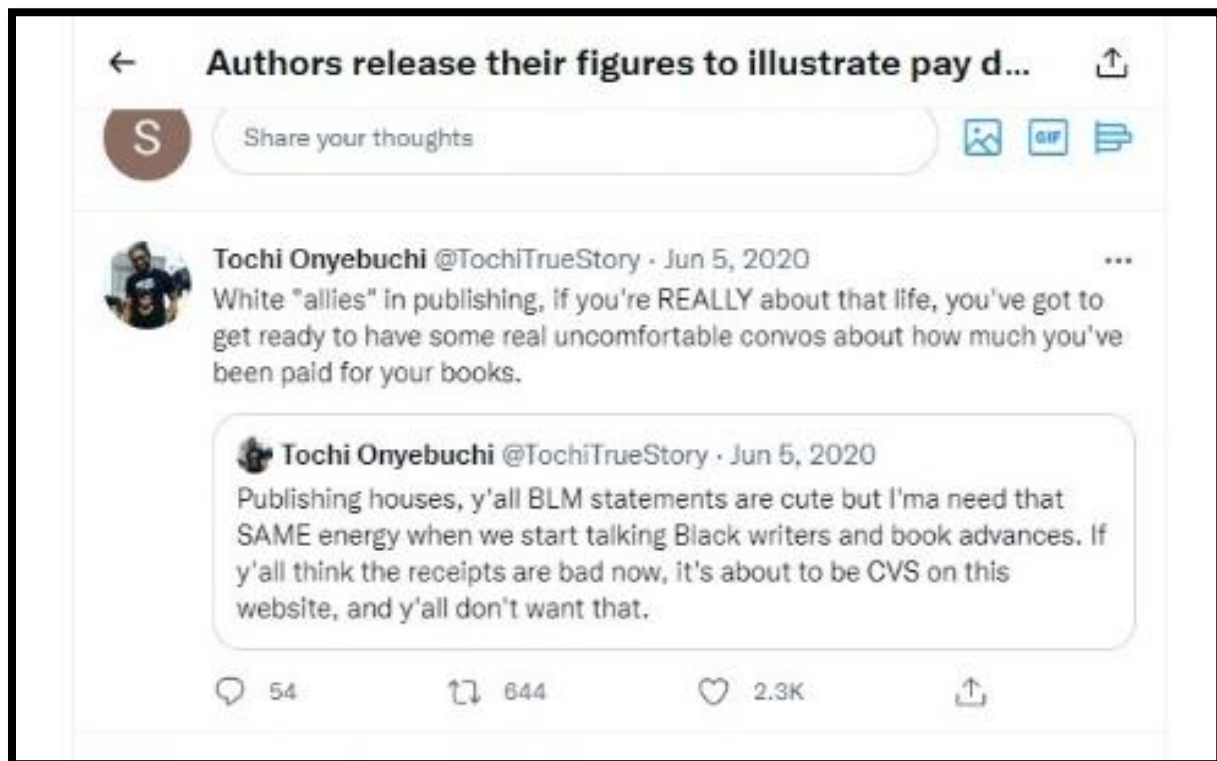 Authors release their figures to illustrate pay d...
S
Share your thoughts
GIF
Tochi Onyebuchi @TochiTrueStory · Jun 5, 2020
White "allies" in publishing, if you're REALLY about that life, you've got to
get ready to have some real uncomfortable convos about how much you've
been paid for your books.
Tochi Onyebuchi @TochiTrueStory · Jun 5, 2020
Publishing houses, y'all BLM statements are cute but I'ma need that
SAME energy when we start talking Black writers and book advances. If
y'all think the receipts are bad now, it's about to be CVS on this
website, and y'all don't want that.
54 644 2.3K